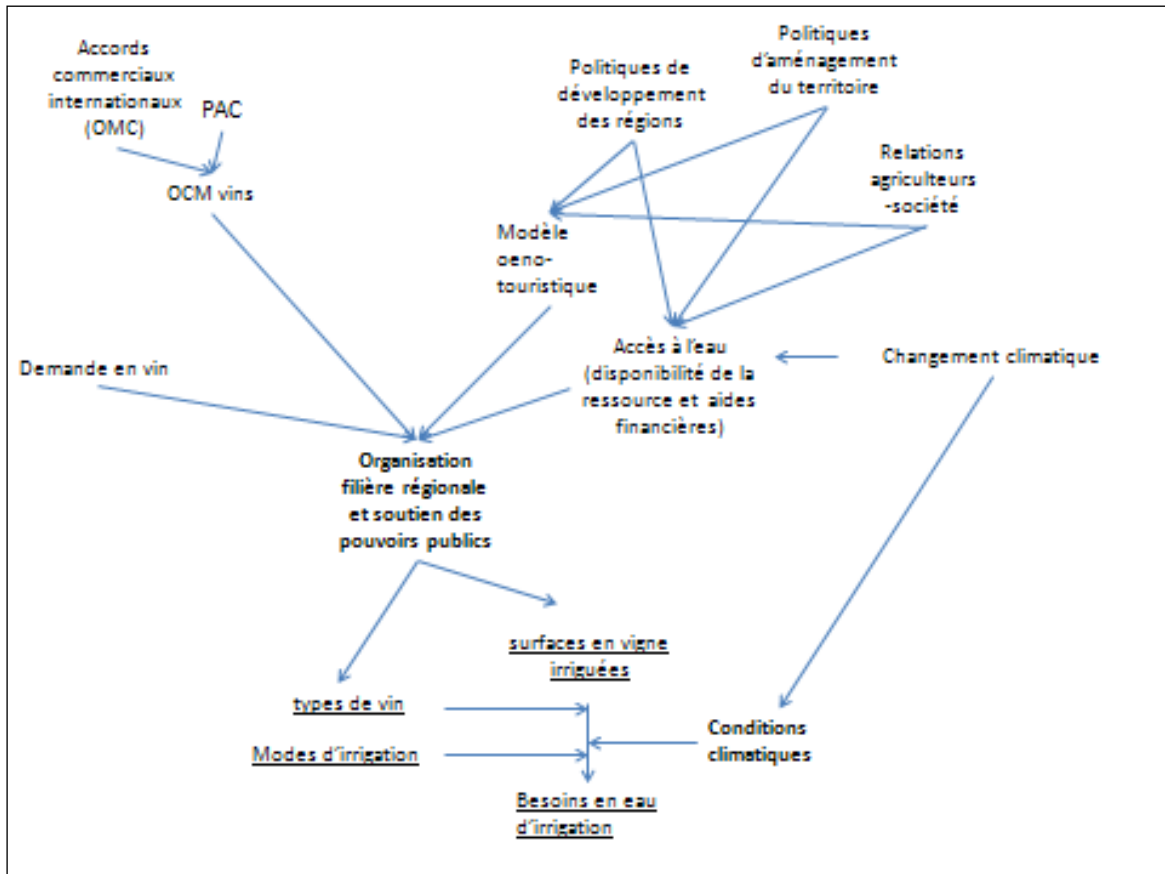 Accords
commerciaux
internationaux
(OMC)
PAC
OCM vins
Politiques de
développement
des régions
Politiques
d'aménagement
du territoire
Relations
agriculteurs
-société
Modèle
oeno-
touristique
Demande en vin
Accès à l'eau
(disponibilité de la
ressource et aides
financières)
Changement climatique
Organisation
filière régionale
et soutien des
pouvoirs publics
surfaces en vigne
irriguées
types de vin
Modes d'irrigation
Conditions
climatiques
Besoins en eau
d'irrigation